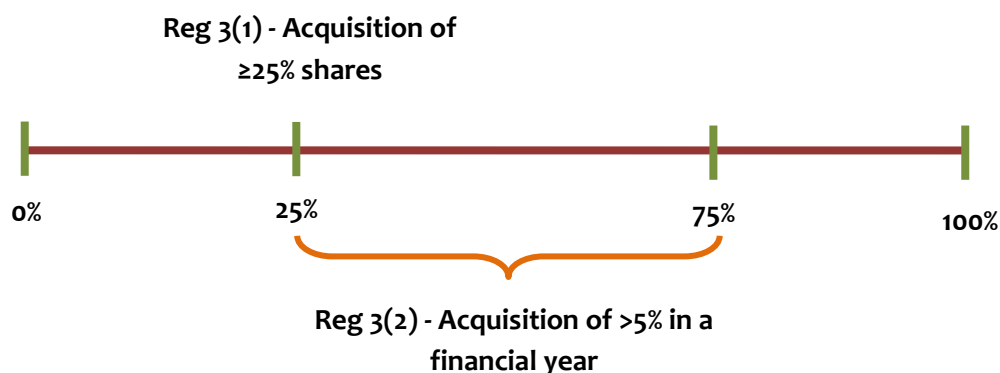 Reg 3(1) - Acquisition of
≥25% shares
0%
25%
75%
100%
Reg 3(2) - Acquisition of >5% in a
financial year